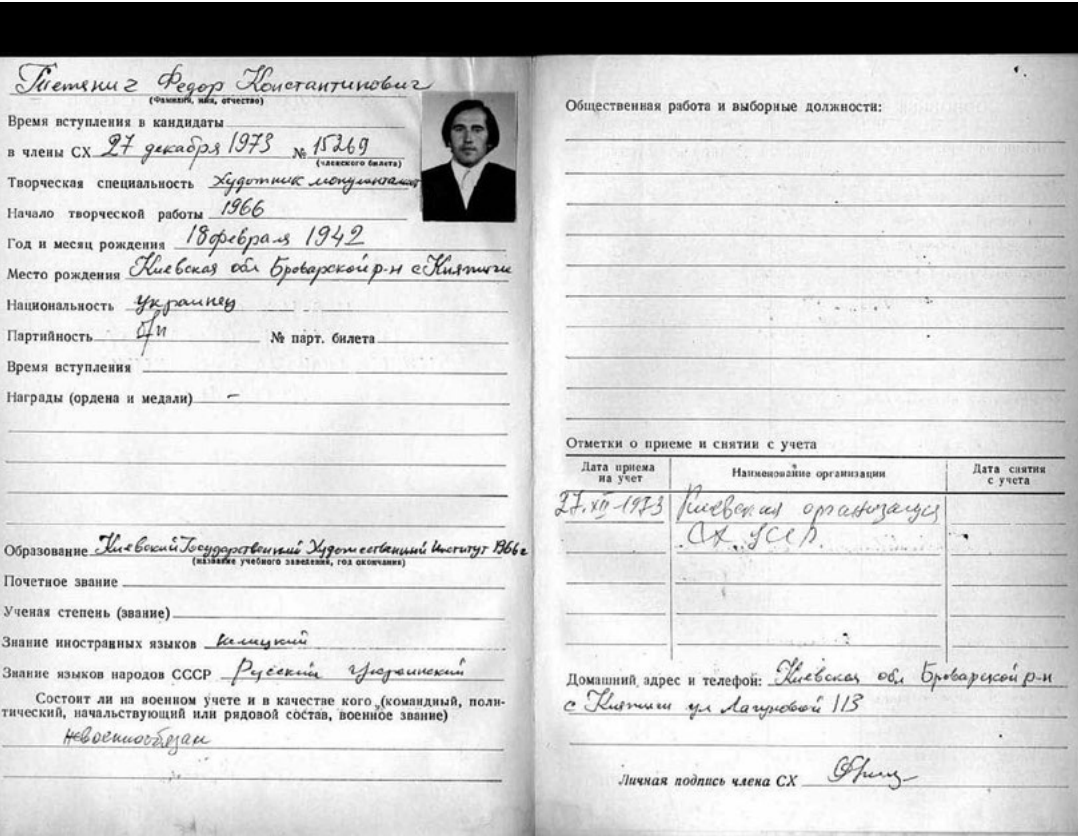 Тетянич Федор Константинович
(Фамилия, имя, отчество)
Время вступления в кандидаты
в члены СХ 27 декабря 1973 № 15269
(членского билета)
Творческая специальность Художник монументалист
Начало творческой работы 1966
Год и месяц рождения 18 февраля 1942
Место рождения Киевская обл Броварской р-н с Княжичи
Национальность украинец
Партийность б/п № парт. билета
Время вступления
Награды (ордена и медали) –
Образование Киевский Государственный Художественный Институт 1966 г
(название учебного заведения, год окончания)
Почетное звание
Ученая степень (звание)
Знание иностранных языков немецкий
Знание языков народов СССР Русский Украинский
Состоит ли на военном учете и в качестве кого (командный, поли-
тический, начальствующий или рядовой состав, военное звание)
невоеннообязан
Общественная работа и выборные должности:
Отметки о приеме и снятии с учета
Дата приема на учет
Наименование организации
Дата снятия с учета
27.XII-1973 Киевская организация
СХ УССР.
Домашний адрес и телефон: Киевская обл Броварской р-н
с Княжичи ул 113
Личная подпись члена СХ